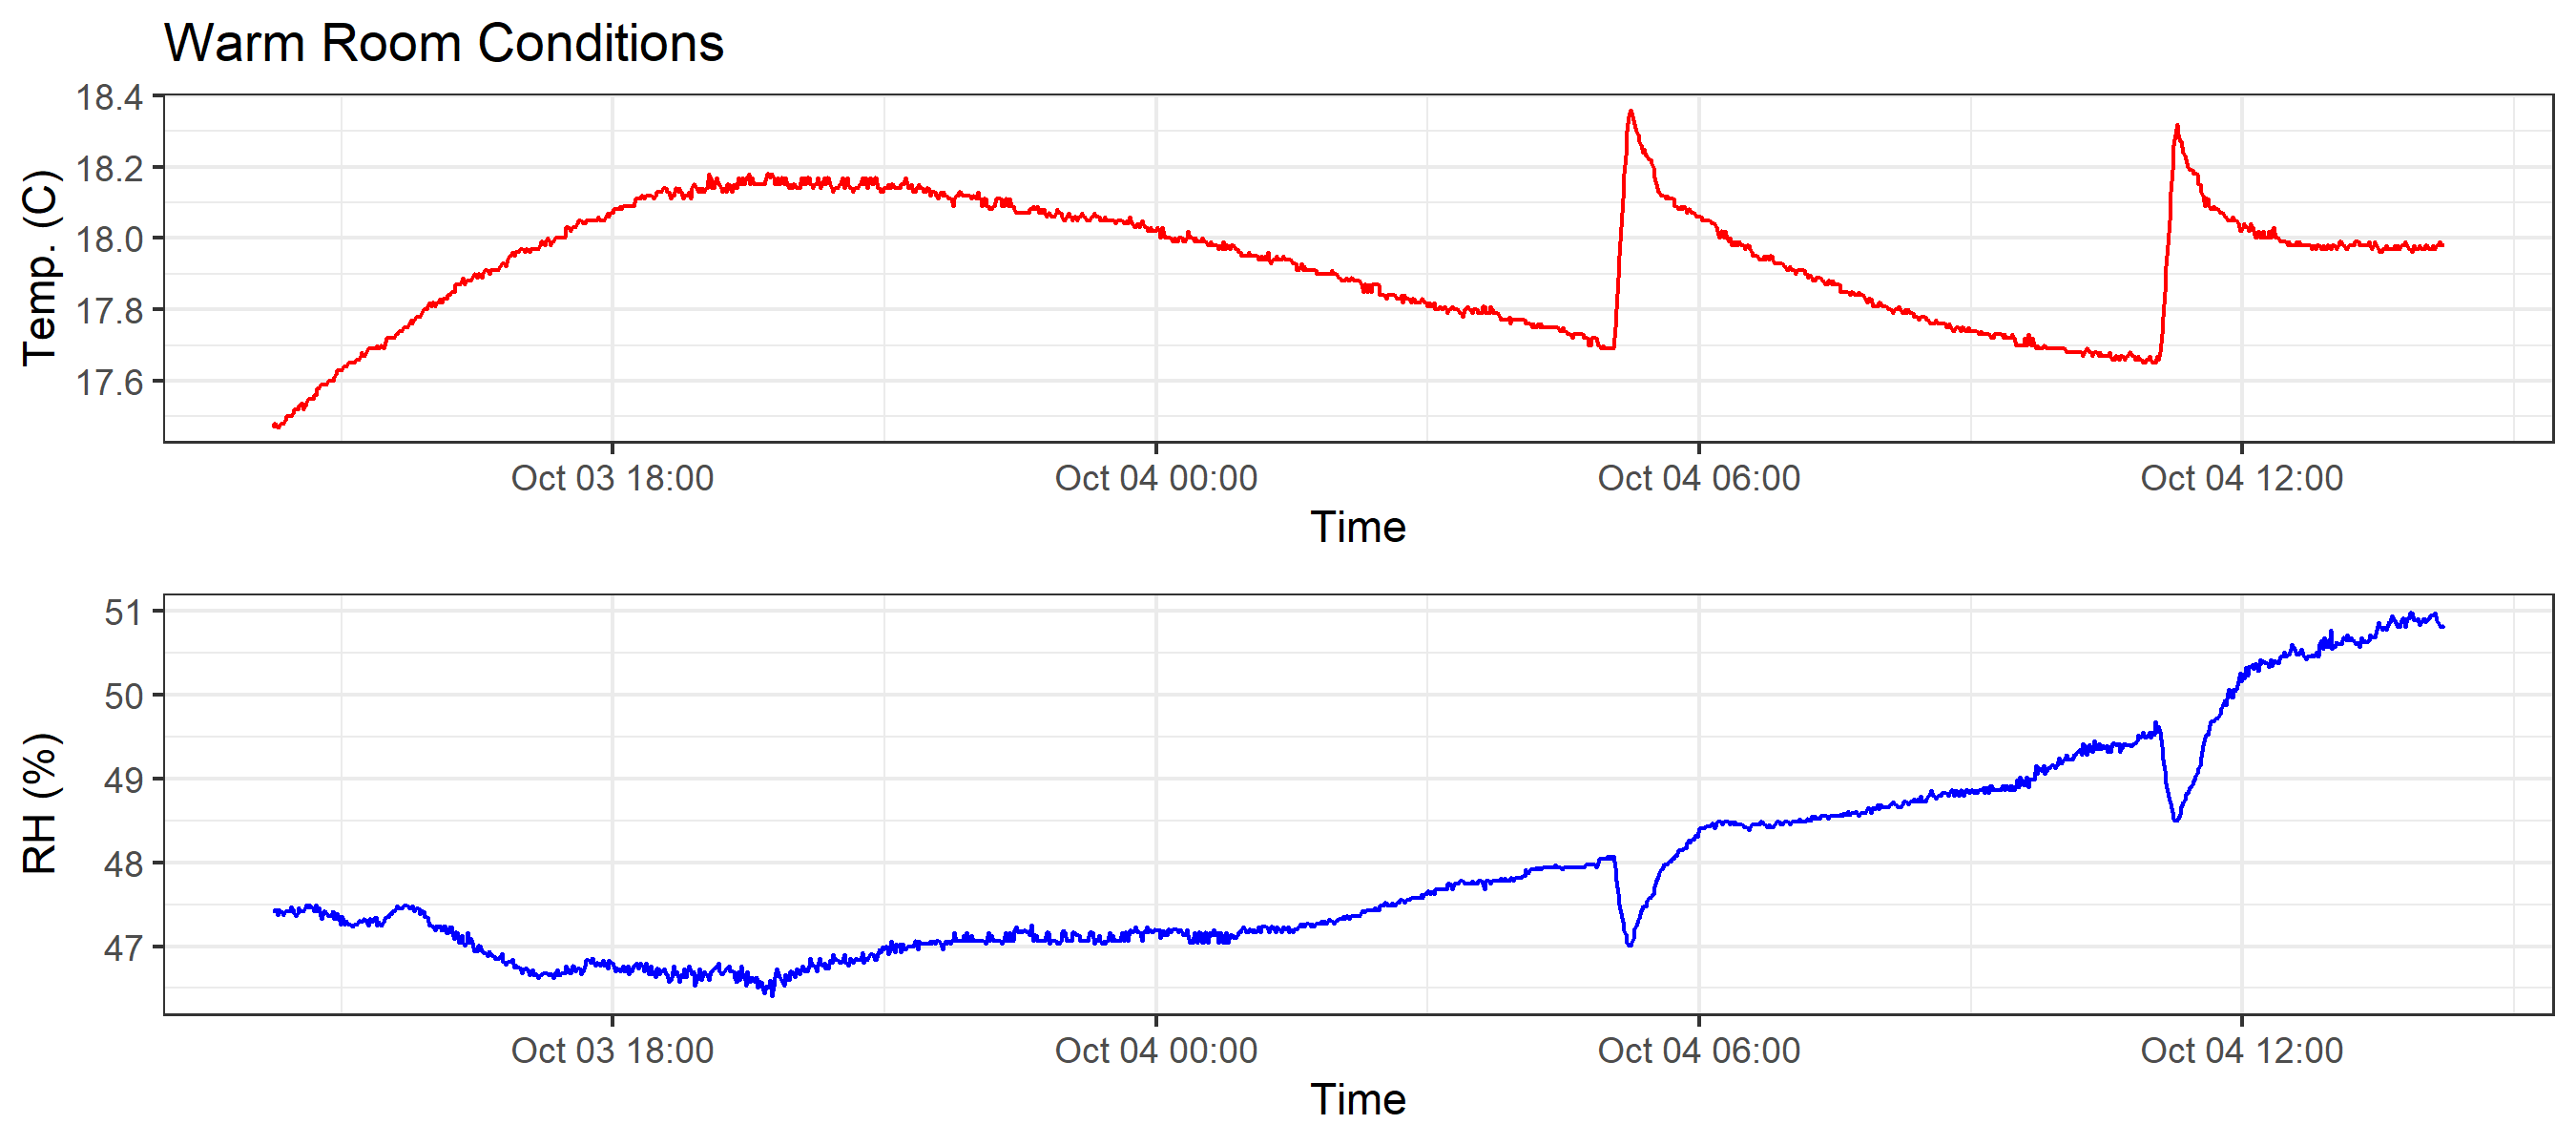 Warm Room Conditions
18.4
18.2
18.0
17.8
17.6
Temp. (C)
Oct 03 18:00 Oct 04 00:00 Oct 04 06:00 Oct 04 12:00
Time
51
50
49
48
47
RH (%)
Oct 03 18:00 Oct 04 00:00 Oct 04 06:00 Oct 04 12:00
Time